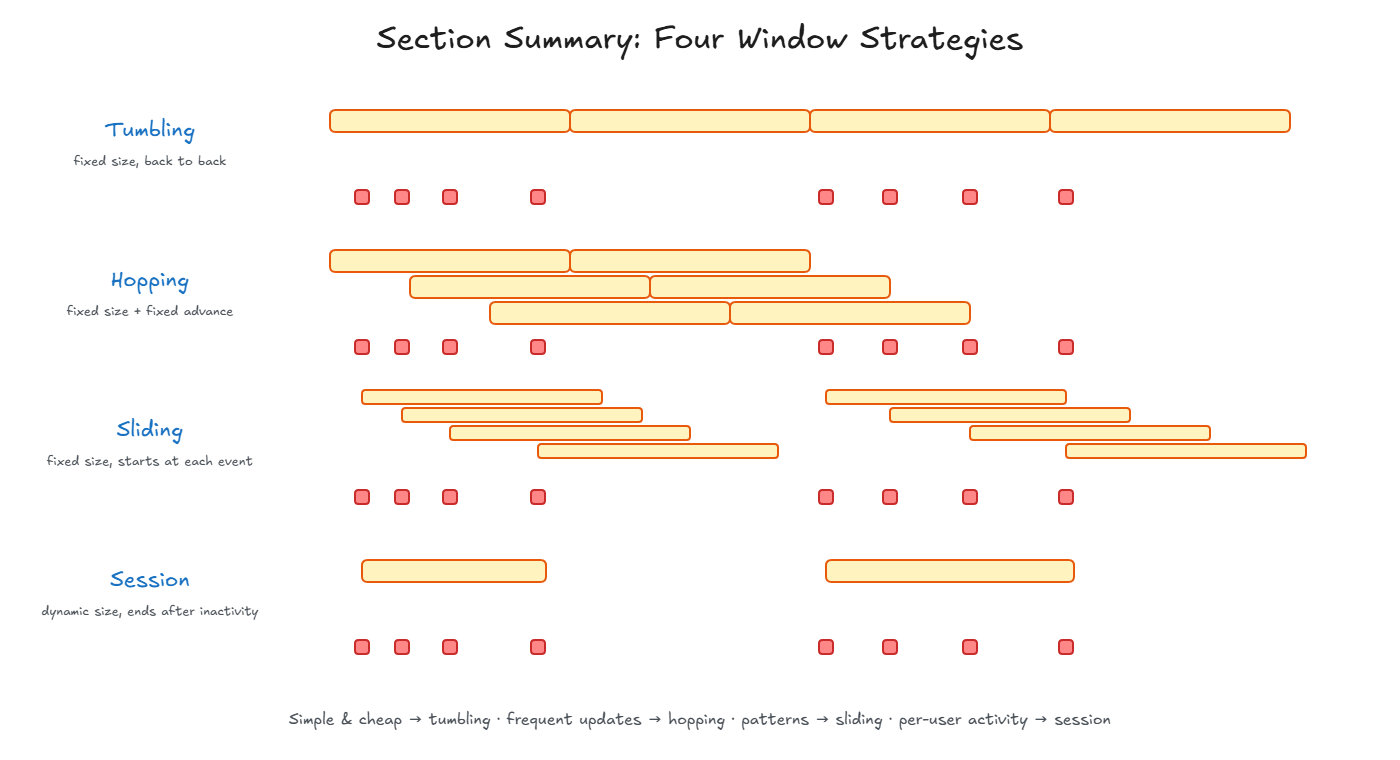 Section Summary: Four Window Strategies
Tumbling
fixed size, back to back
Hopping
fixed size + fixed advance
Sliding
fixed size, starts at each event
Session
dynamic size, ends after inactivity
Simple & cheap → tumbling · frequent updates → hopping · patterns → sliding · per-user activity → session